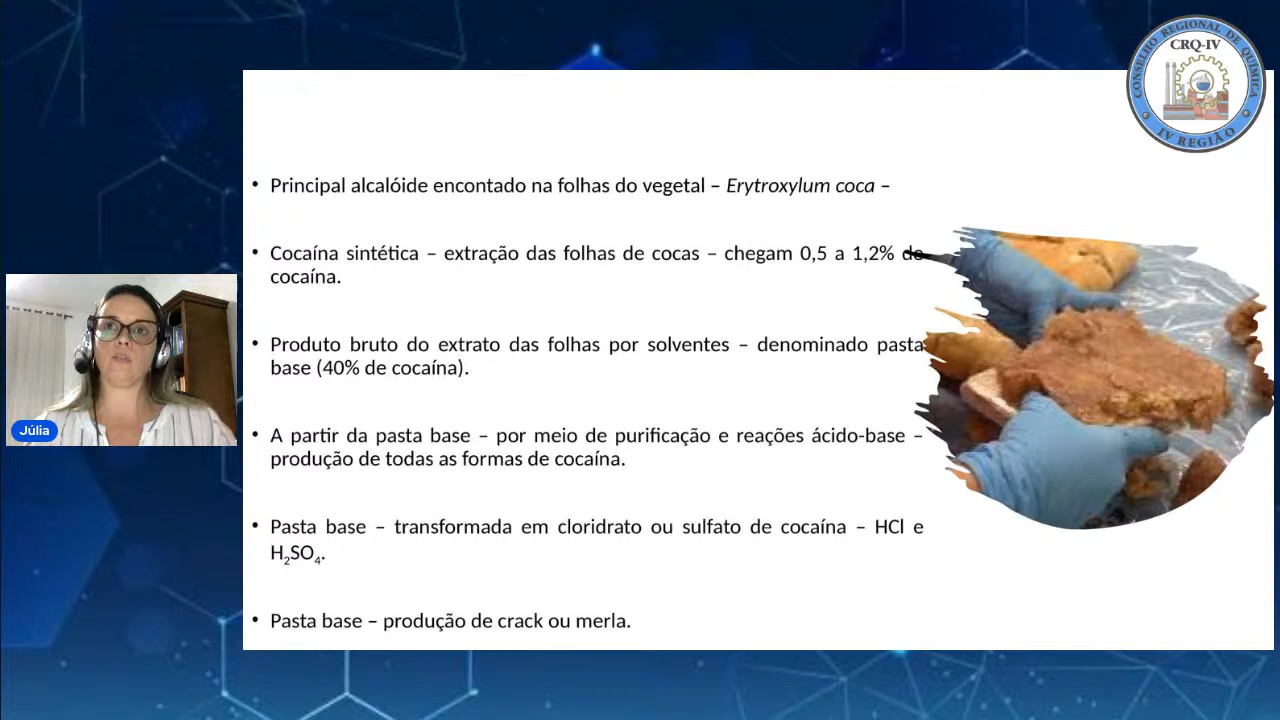 CONSELHO REGIONAL DE QUÍMICA
CRQ-IV
IV REGIÃO
• Principal alcalóide encontado na folhas do vegetal – Erytroxylum coca –
• Cocaína sintética – extração das folhas de cocas – chegam 0,5 a 1,2% de
cocaína.
• Produto bruto do extrato das folhas por solventes – denominado pasta
base (40% de cocaína).
• A partir da pasta base – por meio de purificação e reações ácido-base –
produção de todas as formas de cocaína.
• Pasta base – transformada em cloridrato ou sulfato de cocaína – HCl e
H₂SO₄.
• Pasta base – produção de crack ou merla.
Júlia